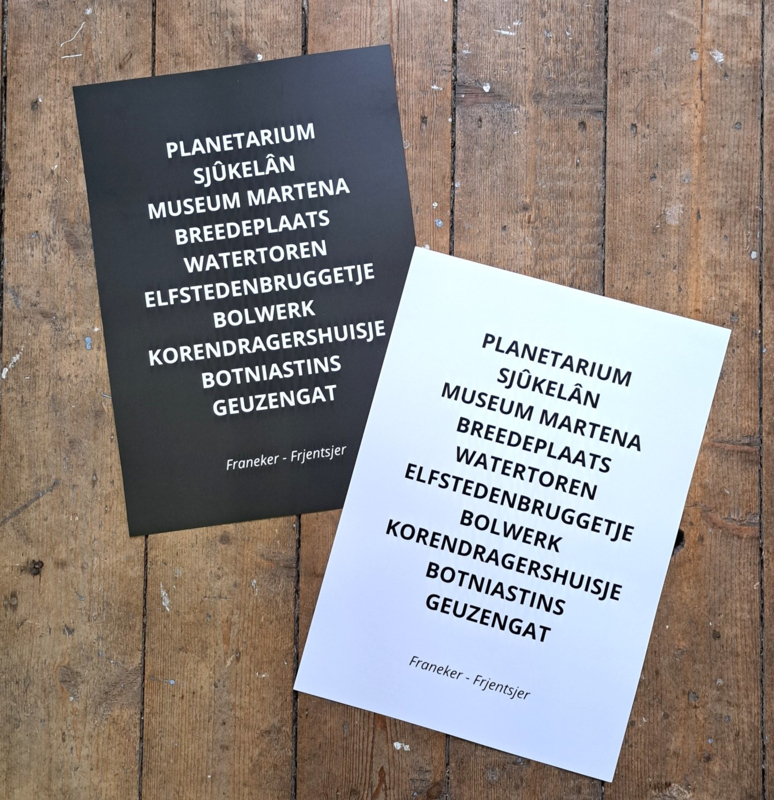 PLANETARIUM
SJÛKELÂN
MUSEUM MARTENA
BREEDEPLAATS
WATERTOREN
ELFSTEDENBRUGGETJE
BOLWERK
KORENDRAGERSHUISJE
BOTNIASTINS
GEUZENGAT
Franeker - Frjentsjer
PLANETARIUM
SJÛKELÂN
MUSEUM MARTENA
BREEDEPLAATS
WATERTOREN
ELFSTEDENBRUGGETJE
BOLWERK
KORENDRAGERSHUISJE
BOTNIASTINS
GEUZENGAT
Franeker - Frjentsjer